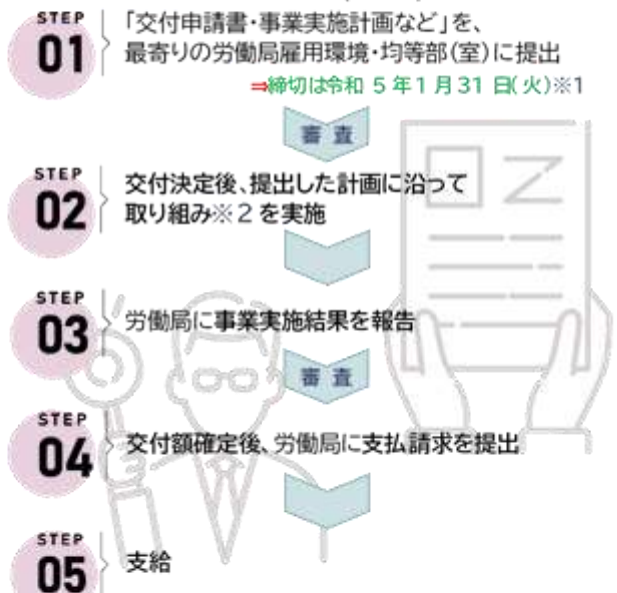 STEP
01
「交付申請書・事業実施計画など」を、
最寄りの労働局雇用環境・均等部(室)に提出
⇒締切は令和 5 年 1 月 31 日( 火)※1
審 査
STEP
02
交付決定後、提出した計画に沿って
取り組み※2 を実施
STEP
03
労働局に事業実施結果を報告
審 査
STEP
04
交付額確定後、労働局に支払請求を提出
STEP
05
支給